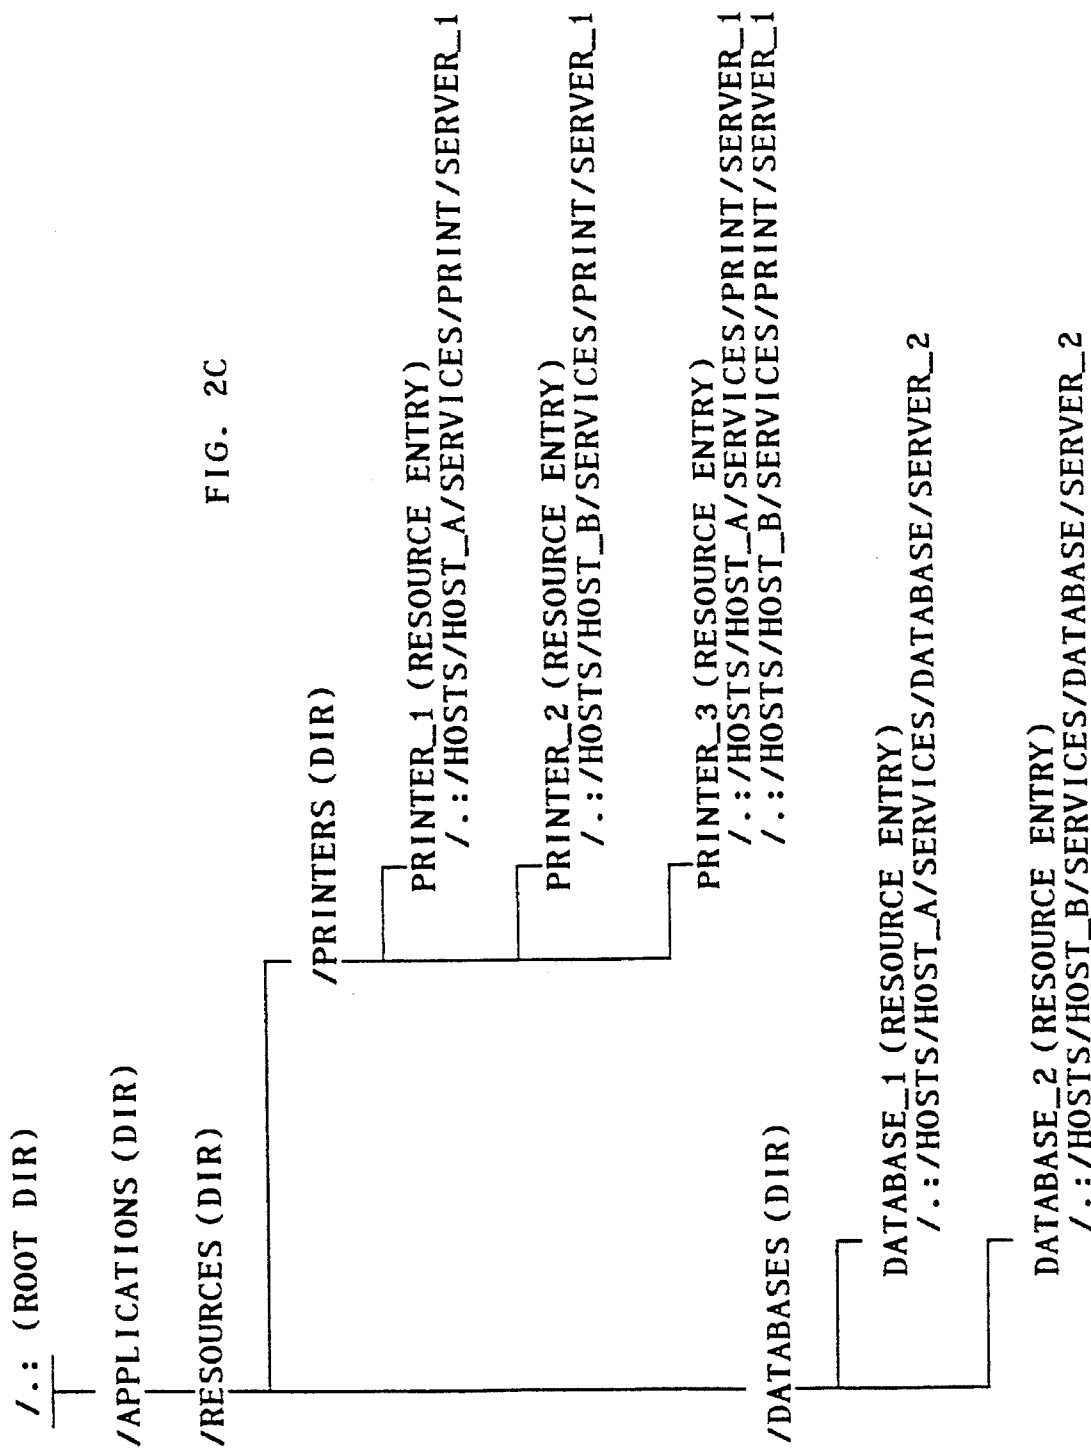 FIG. 2C
/.: (ROOT DIR)
/APPLICATIONS (DIR)
/RESOURCES (DIR)
/PRINTERS (DIR)
PRINTER_1 (RESOURCE ENTRY)
/.:/HOSTS/HOST_A/SERVICES/PRINT/SERVER_1
PRINTER_2 (RESOURCE ENTRY)
/.:/HOSTS/HOST_B/SERVICES/PRINT/SERVER_1
PRINTER_3 (RESOURCE ENTRY)
/.:/HOSTS/HOST_A/SERVICES/PRINT/SERVER_1
/.:/HOSTS/HOST_B/SERVICES/PRINT/SERVER_1
/DATABASES (DIR)
DATABASE_1 (RESOURCE ENTRY)
/.:/HOSTS/HOST_A/SERVICES/DATABASE/SERVER_2
DATABASE_2 (RESOURCE ENTRY)
/.:/HOSTS/HOST_B/SERVICES/DATABASE/SERVER_2